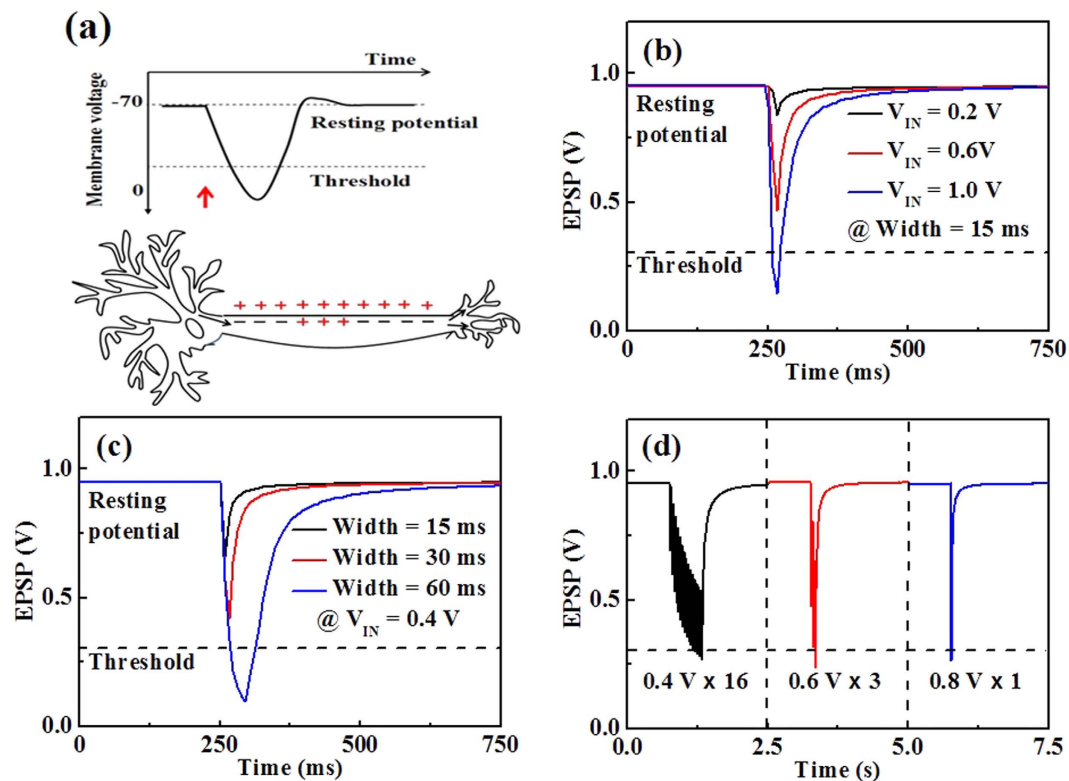 (a)
Time
Membrane voltage
-70
Resting potential
Threshold
0
+ + + + + + + + +
+ + +
(b)
EPSP (V)
1.0
0.5
0.0
Resting
potential
V_IN = 0.2 V
V_IN = 0.6V
V_IN = 1.0 V
@ Width = 15 ms
Threshold
0 250 500 750
Time (ms)
(c)
EPSP (V)
1.0
0.5
0.0
Resting
potential
Width = 15 ms
Width = 30 ms
Width = 60 ms
@ V_IN = 0.4 V
Threshold
0 250 500 750
Time (ms)
(d)
EPSP (V)
1.0
0.5
0.0
0.4 V x 16
0.6 V x 3
0.8 V x 1
0.0 2.5 5.0 7.5
Time (s)